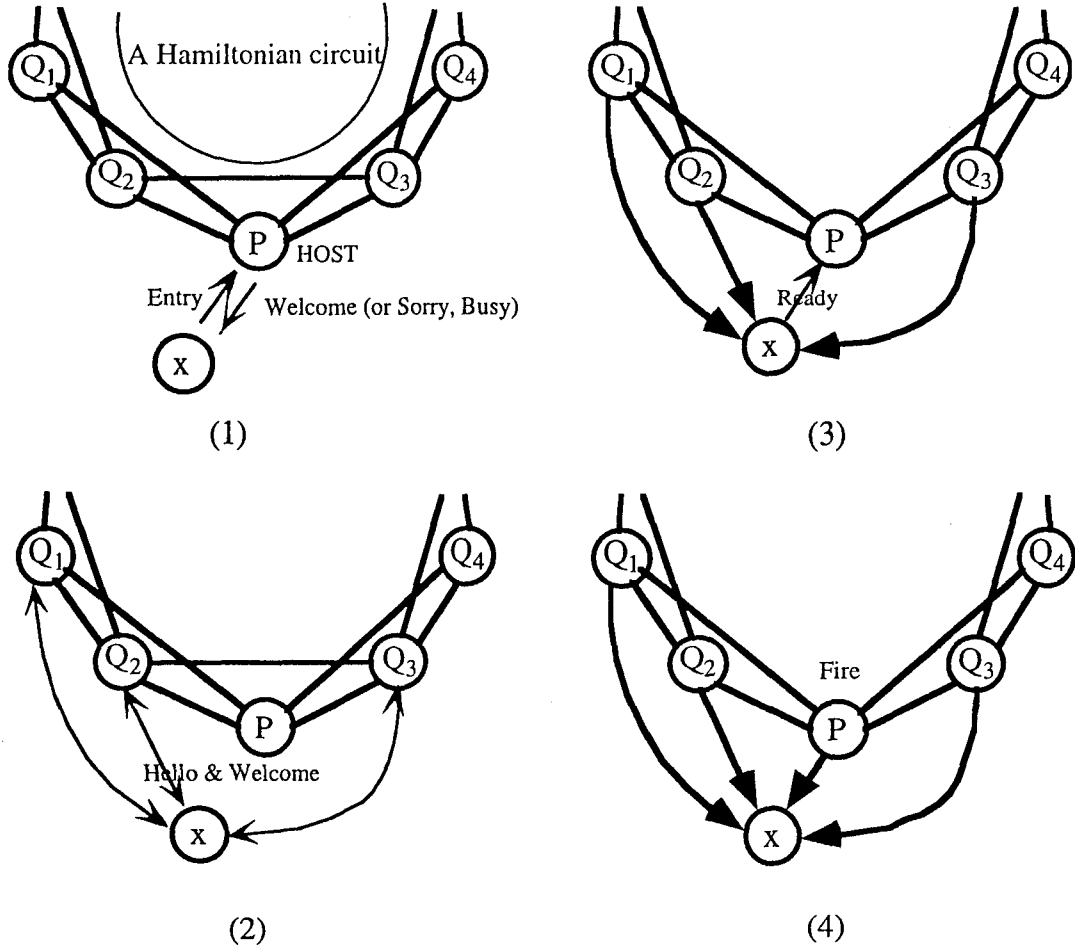 A Hamiltonian circuit
Q1
Q4
Q2
Q3
P
HOST
Entry
Welcome (or Sorry, Busy)
x
(1)
Q1
Q4
Q2
Q3
P
Ready
x
(3)
Q1
Q4
Q2
Q3
P
Hello & Welcome
x
(2)
Q1
Q4
Q2
Q3
Fire
P
x
(4)